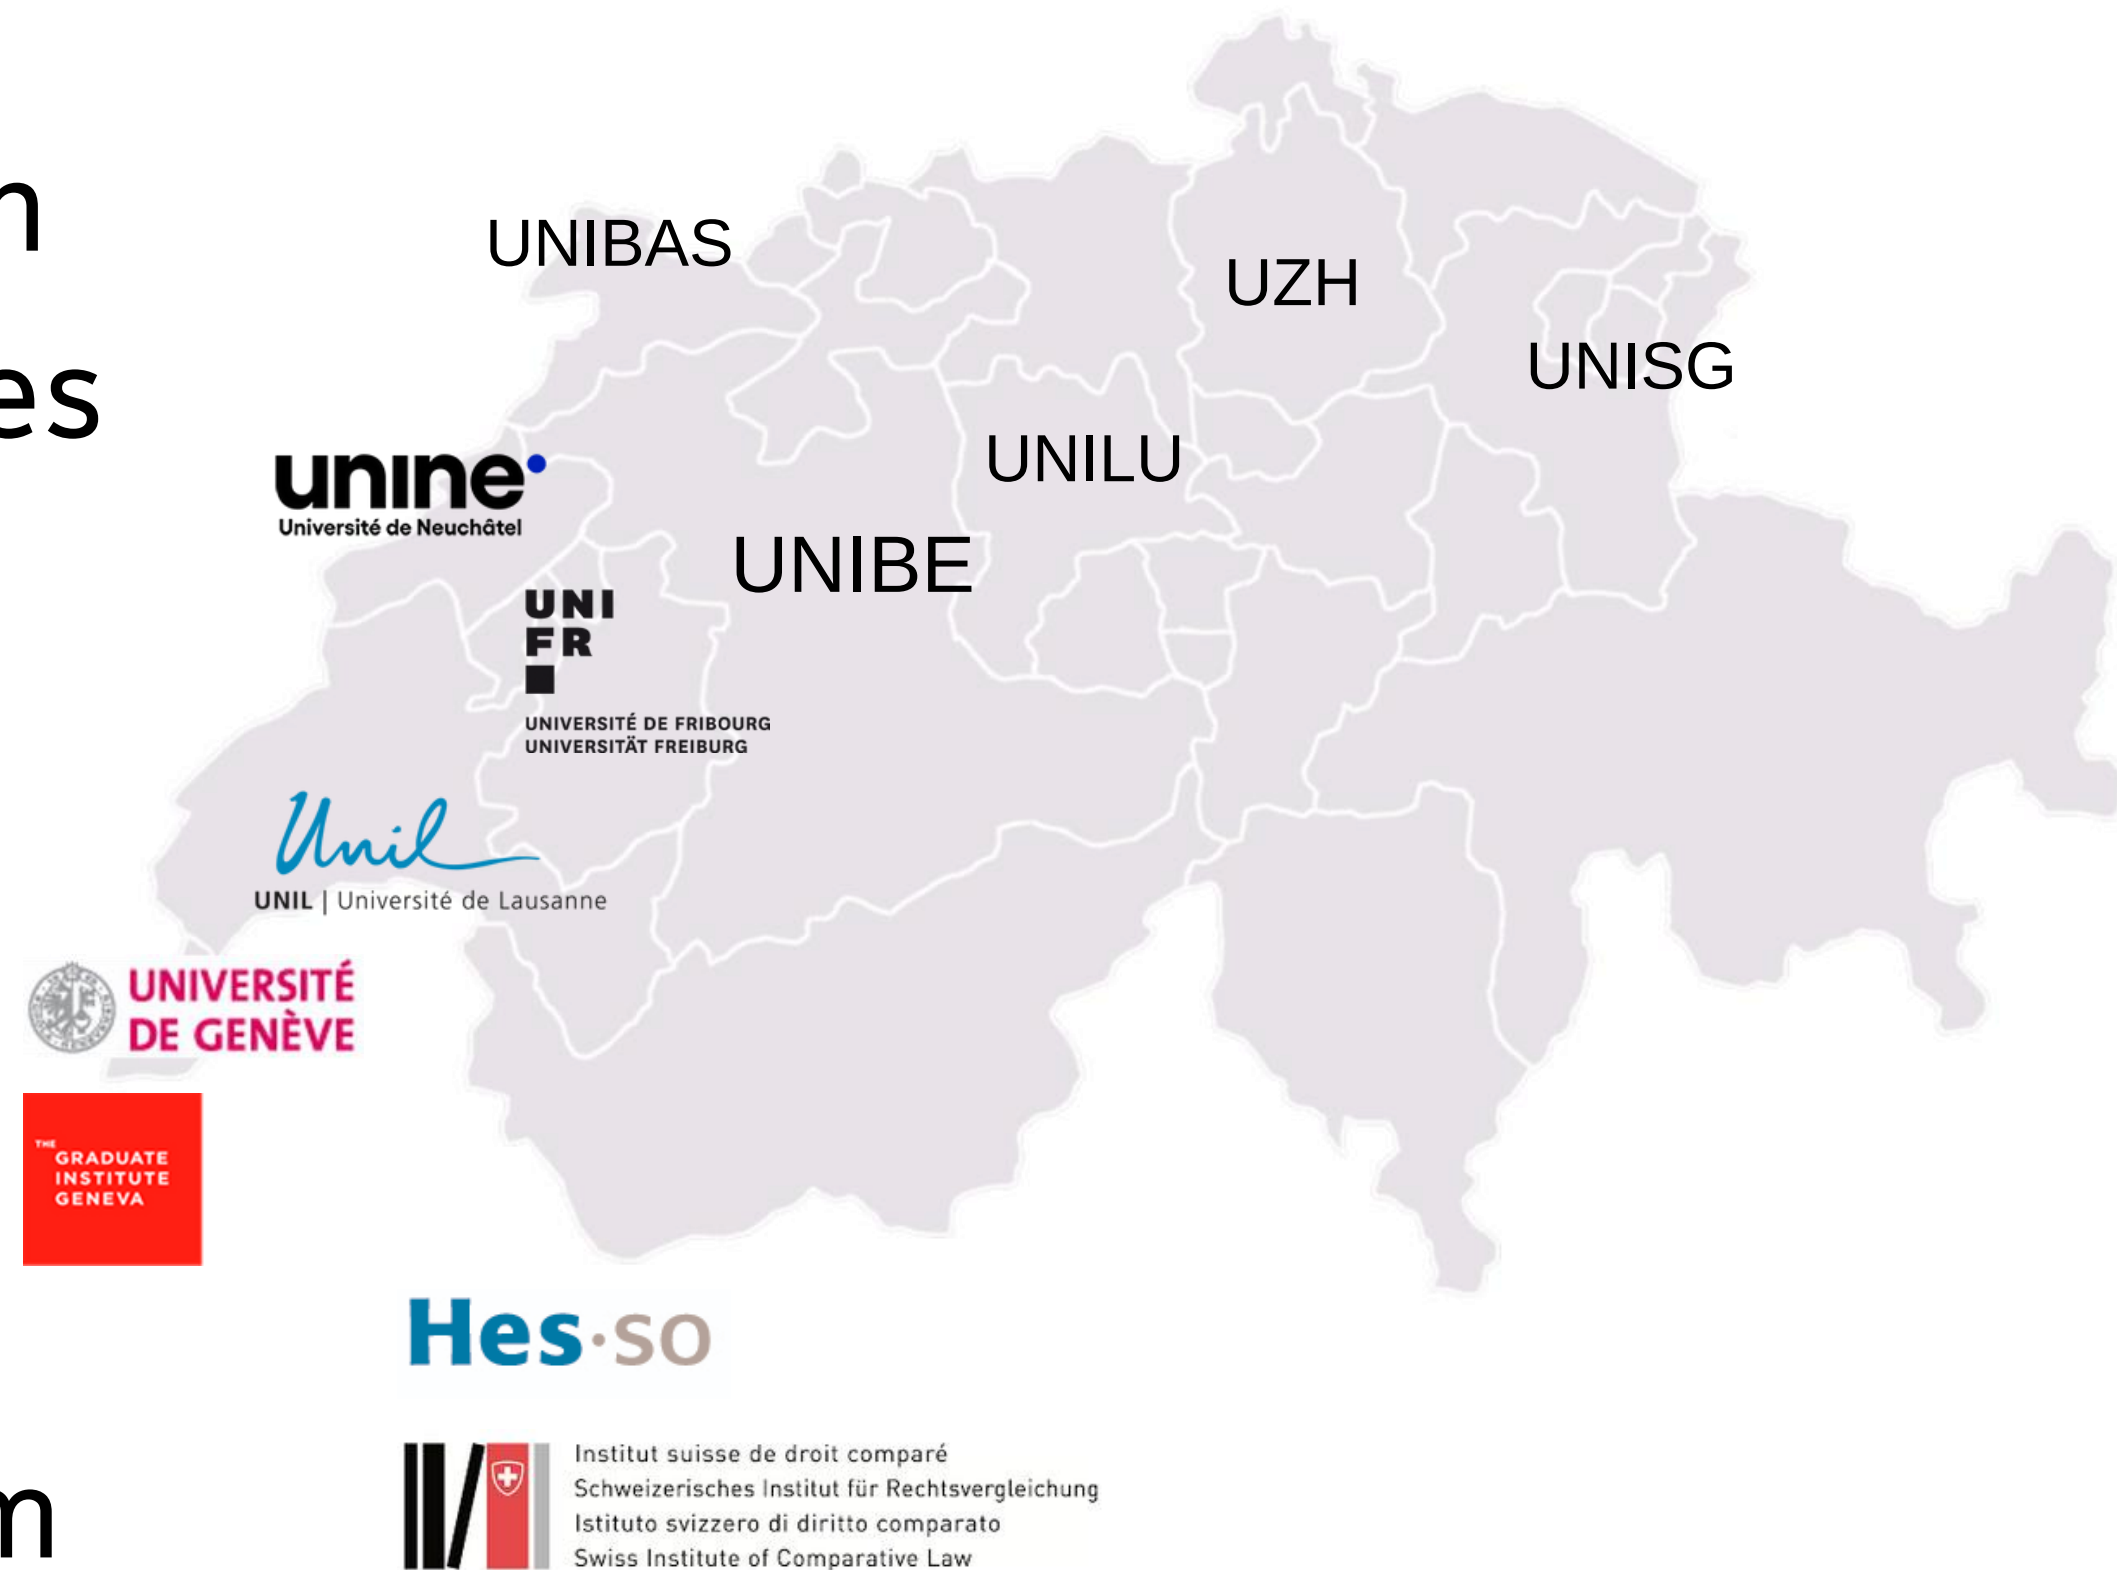 n
es
m
UNIBAS
UZH
UNISG
UNILU
UNIBE
unine
Université de Neuchâtel
UNI
FR
UNIVERSITÉ DE FRIBOURG
UNIVERSITÄT FREIBURG
Unil
UNIL | Université de Lausanne
UNIVERSITÉ
DE GENÈVE
THE
GRADUATE
INSTITUTE
GENEVA
Hes·so
Institut suisse de droit comparé
Schweizerisches Institut für Rechtsvergleichung
Istituto svizzero di diritto comparato
Swiss Institute of Comparative Law